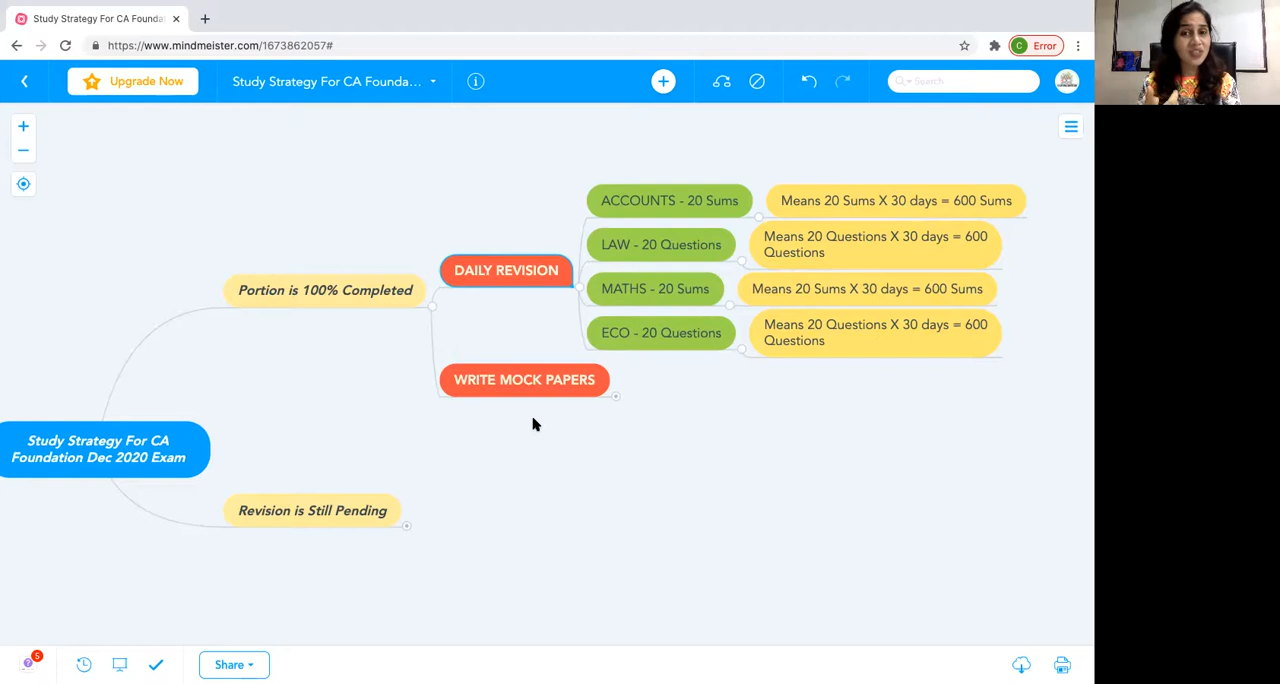 Study Strategy For CA Founda
https://www.mindmeister.com/1673862057#
C
Error
Upgrade Now
Study Strategy For CA Founda...
Search
ACCOUNTS - 20 Sums
Means 20 Sums X 30 days = 600 Sums
LAW - 20 Questions
Means 20 Questions X 30 days = 600
Questions
DAILY REVISION
Portion is 100% Completed
MATHS - 20 Sums
Means 20 Sums X 30 days = 600 Sums
ECO - 20 Questions
Means 20 Questions X 30 days = 600
Questions
WRITE MOCK PAPERS
Study Strategy For CA
Foundation Dec 2020 Exam
Revision is Still Pending
5
Share